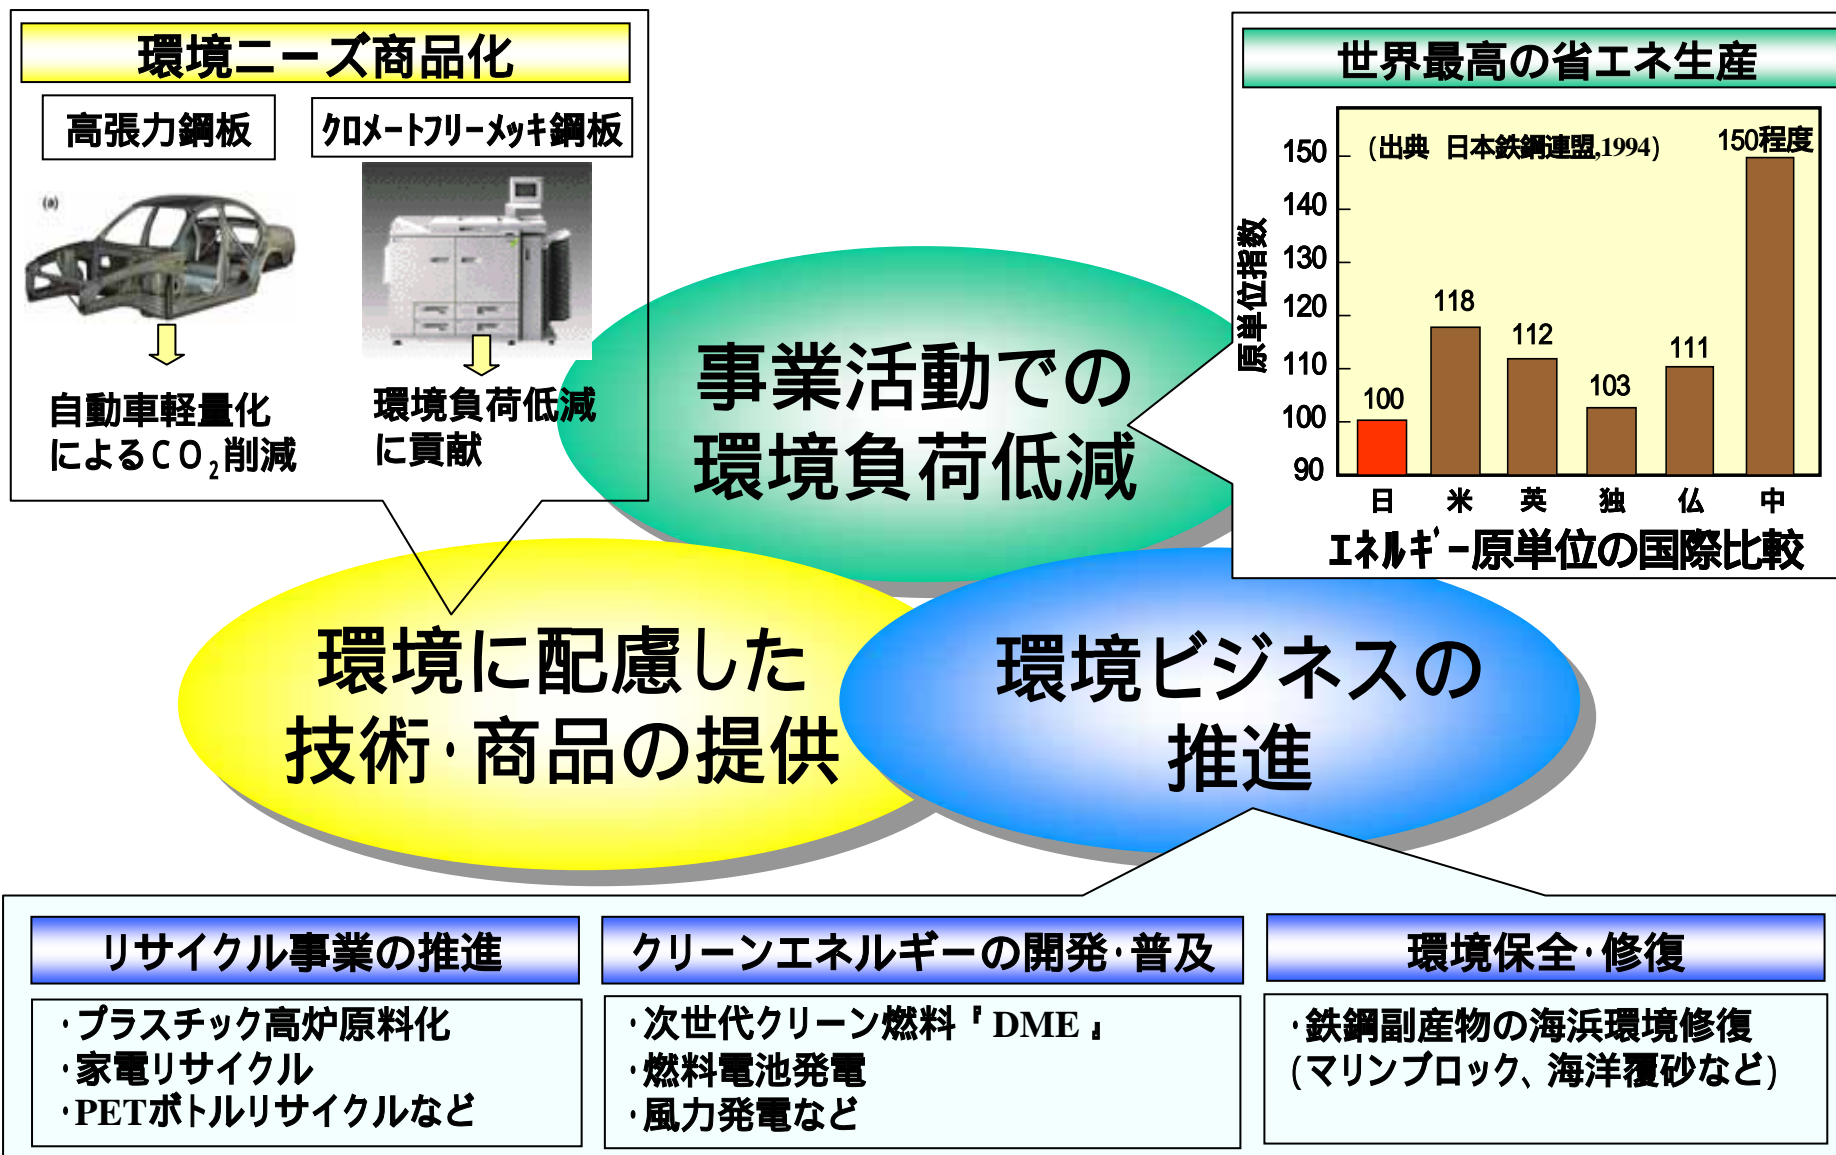 環境ニーズ商品化
高張力鋼板
クロメートフリーメッキ鋼板
(a)
自動車軽量化
によるCO₂削減
環境負荷低減
に貢献
世界最高の省エネ生産
(出典 日本鉄鋼連盟,1994)
150程度
原単位指数
150
140
130
120
110
100
90
100
118
112
103
111
日 米 英 独 仏 中
エネルギー原単位の国際比較
事業活動での
環境負荷低減
環境に配慮した
技術・商品の提供
環境ビジネスの
推進
リサイクル事業の推進
・プラスチック高炉原料化
・家電リサイクル
・PETボトルリサイクルなど
クリーンエネルギーの開発・普及
・次世代クリーン燃料『DME』
・燃料電池発電
・風力発電など
環境保全・修復
・鉄鋼副産物の海浜環境修復
(マリンブロック、海洋覆砂など)